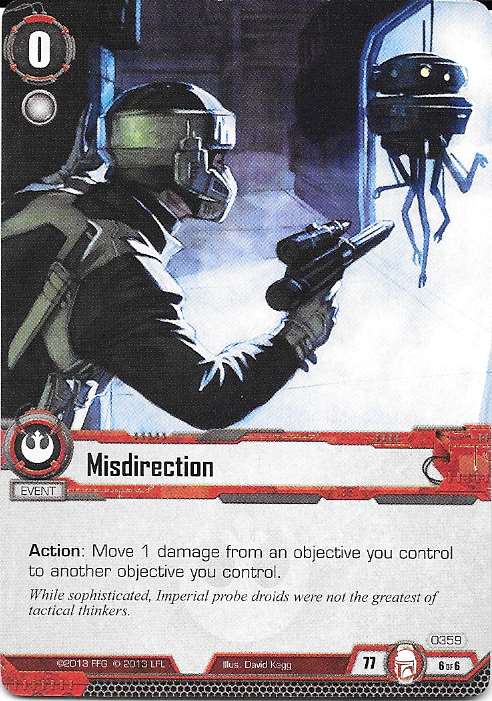 0
Misdirection
EVENT
Action: Move 1 damage from an objective you control
to another objective you control.
While sophisticated, Imperial probe droids were not the greatest of
tactical thinkers.
0359
©2013 FFG © 2013 LFL Illus. David Kegg 77 6 OF 6